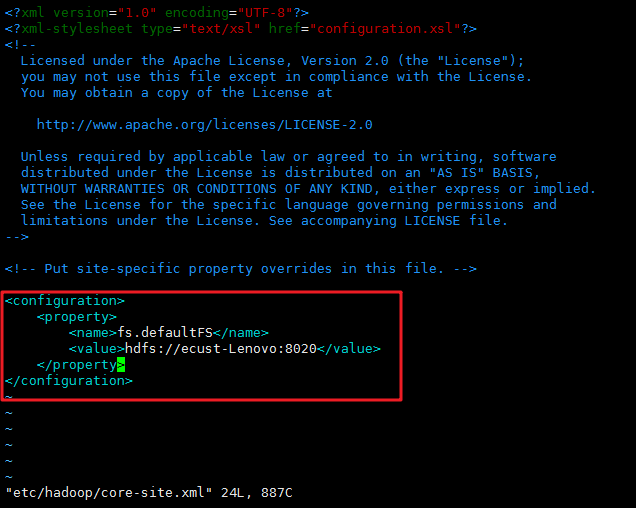 <?xml version="1.0" encoding="UTF-8"?>
<?xml-stylesheet type="text/xsl" href="configuration.xsl"?>
<!--
  Licensed under the Apache License, Version 2.0 (the "License");
  you may not use this file except in compliance with the License.
  You may obtain a copy of the License at

    http://www.apache.org/licenses/LICENSE-2.0

  Unless required by applicable law or agreed to in writing, software
  distributed under the License is distributed on an "AS IS" BASIS,
  WITHOUT WARRANTIES OR CONDITIONS OF ANY KIND, either express or implied.
  See the License for the specific language governing permissions and
  limitations under the License. See accompanying LICENSE file.
-->

<!-- Put site-specific property overrides in this file. -->

<configuration>
    <property>
        <name>fs.defaultFS</name>
        <value>hdfs://ecust-Lenovo:8020</value>
    </property>
</configuration>
~
~
~
~
~
~
"etc/hadoop/core-site.xml" 24L, 887C